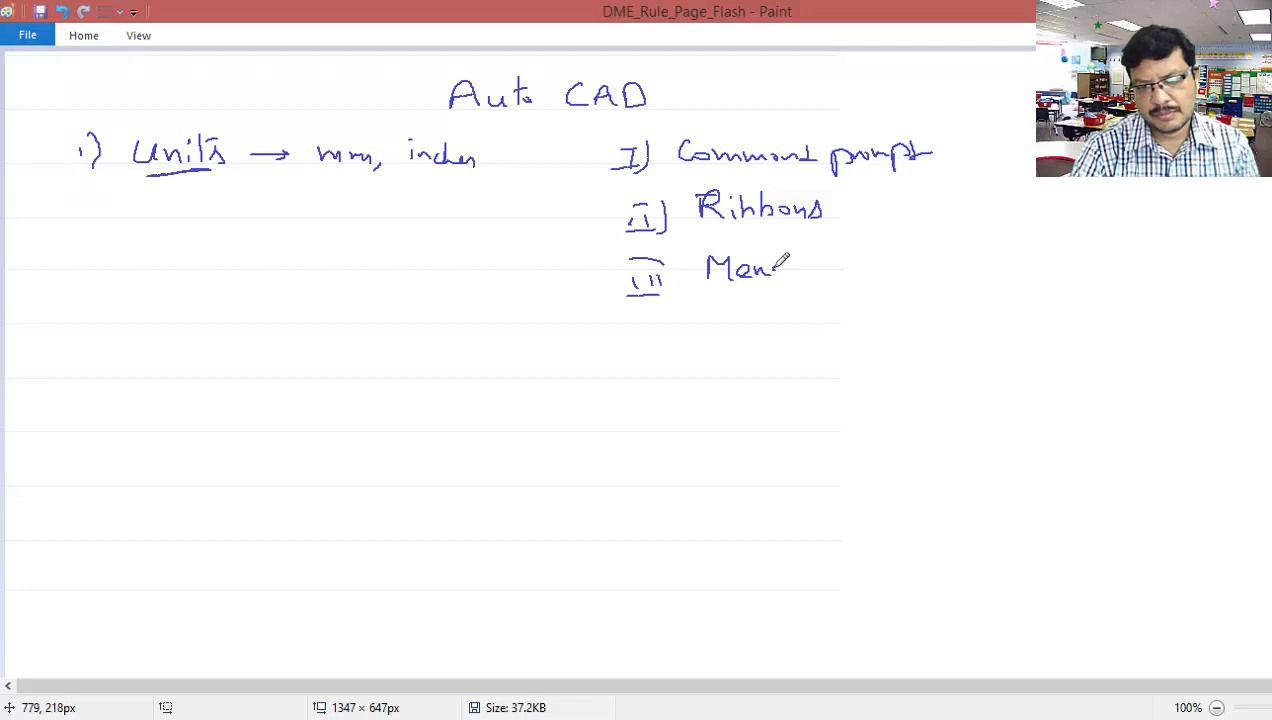 DME_Rule_Page_Flash - Paint
File Home View
Auto CAD
i) Units → mm, inches
I) Command prompt
II) Ribbons
III Men
779, 218px 1347 × 647px Size: 37.2KB 100%